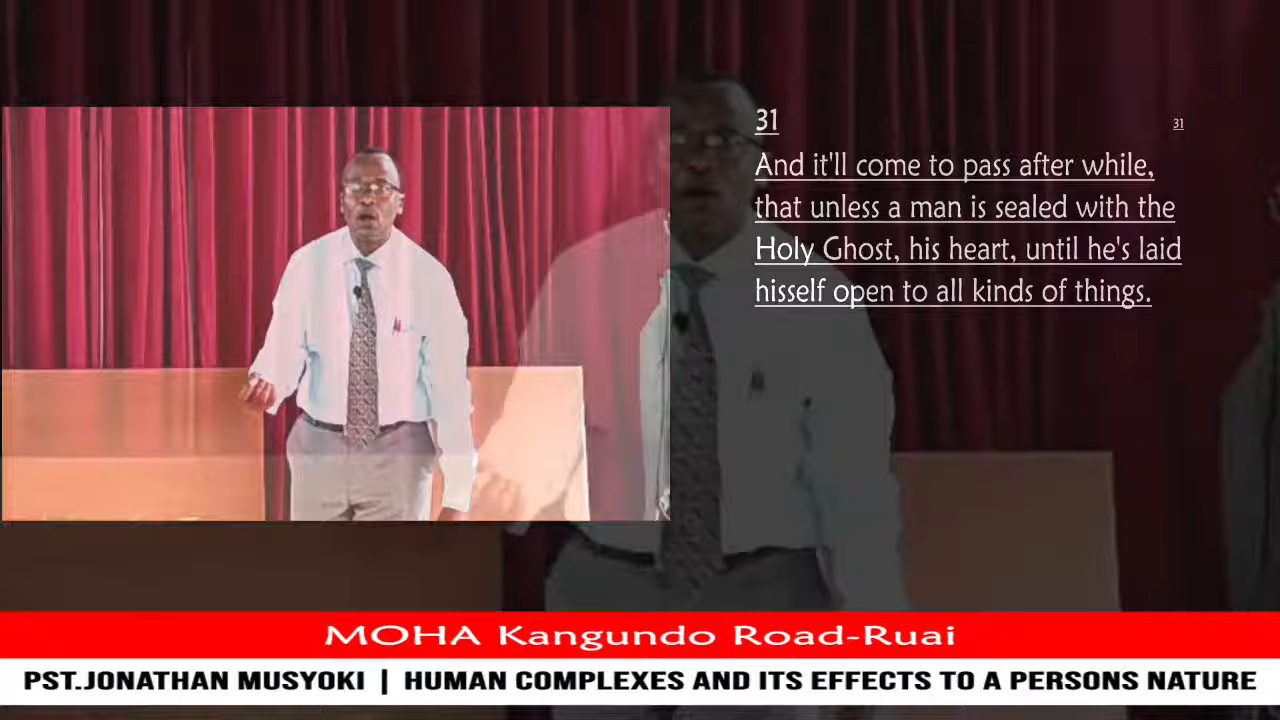 31
31
And it'll come to pass after while,
that unless a man is sealed with the
Holy Ghost, his heart, until he's laid
hisself open to all kinds of things.
MOHA Kangundo Road-Ruai
PST.JONATHAN MUSYOKI | HUMAN COMPLEXES AND ITS EFFECTS TO A PERSONS NATURE